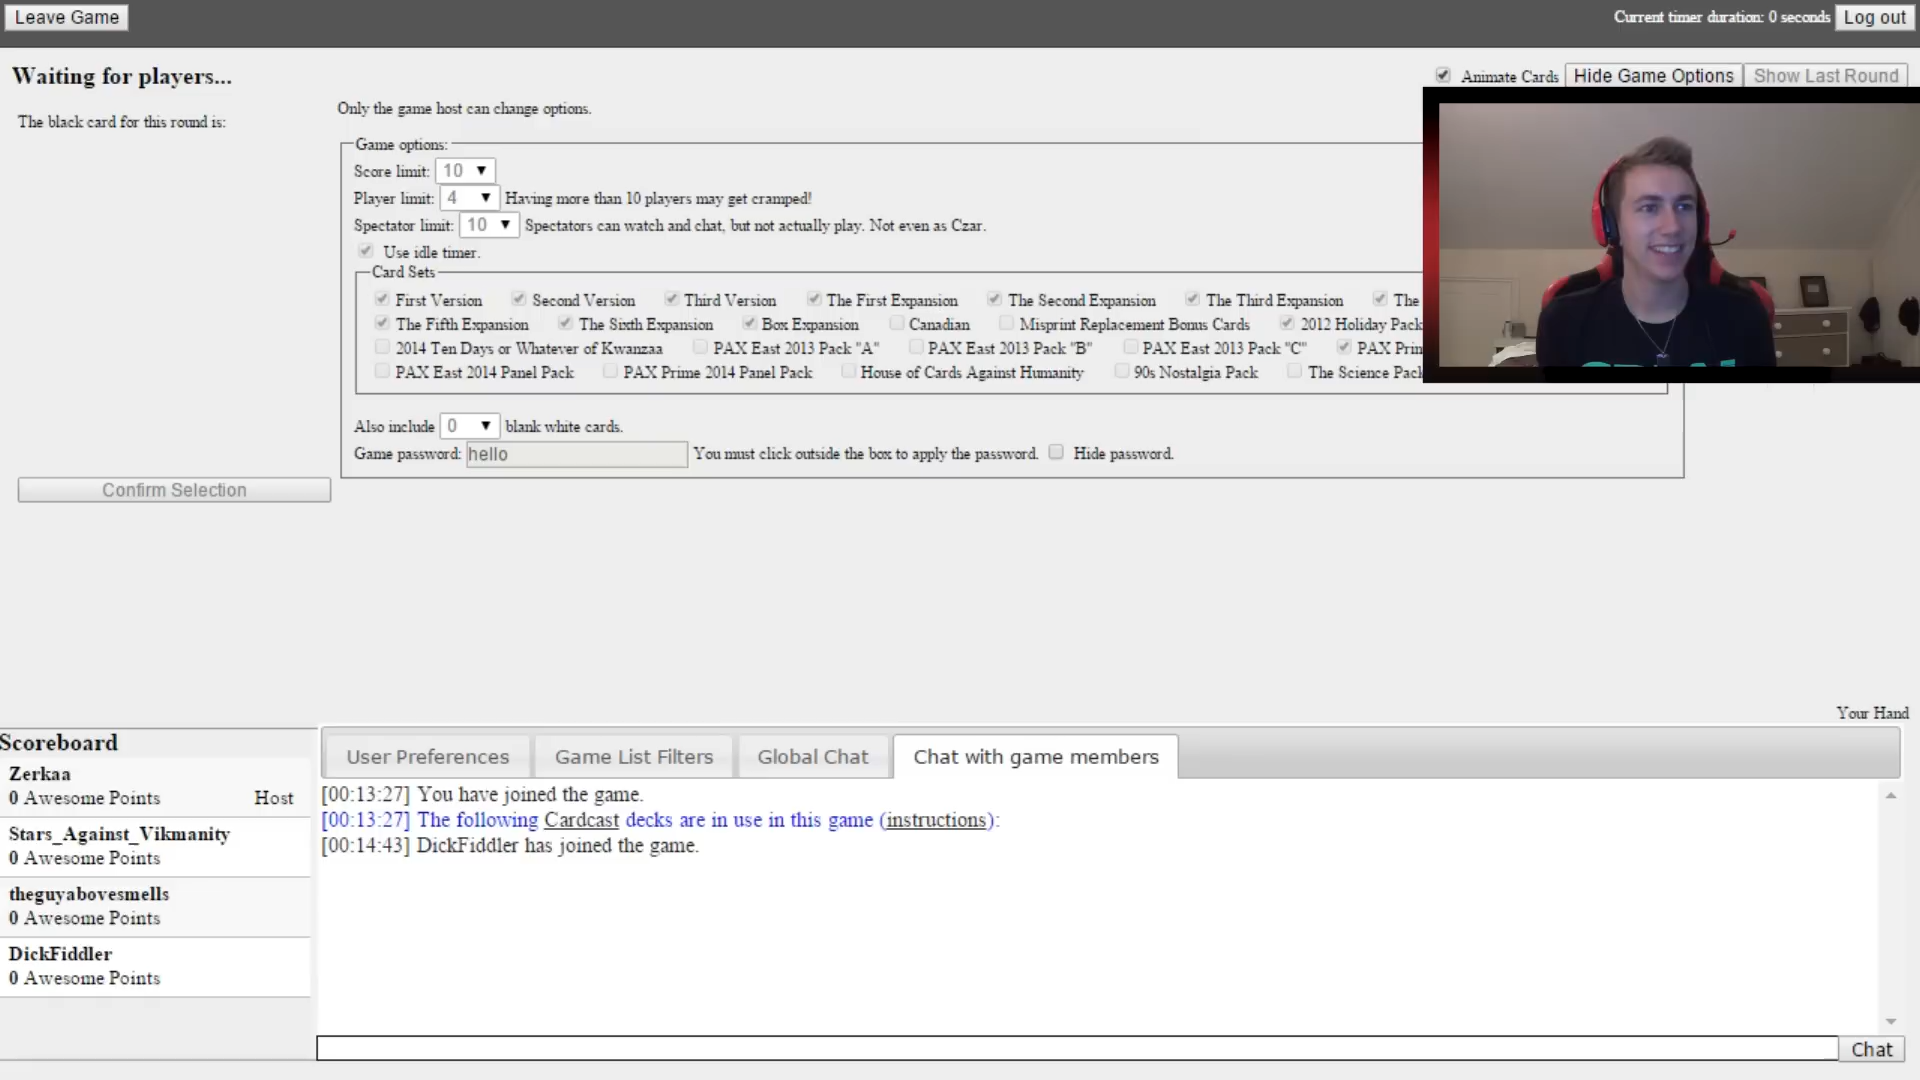 Leave Game
Current timer duration: 0 seconds Log out
Waiting for players...
Animate Cards Hide Game Options Show Last Round
The black card for this round is:
Only the game host can change options.
Game options:
Score limit: 10
Player limit: 4 Having more than 10 players may get cramped!
Spectator limit: 10 Spectators can watch and chat, but not actually play. Not even as Czar.
Use idle timer.
Card Sets
First Version Second Version Third Version The First Expansion The Second Expansion The Third Expansion The
The Fifth Expansion The Sixth Expansion Box Expansion Canadian Misprint Replacement Bonus Cards 2012 Holiday Pack
2014 Ten Days or Whatever of Kwanzaa PAX East 2013 Pack "A" PAX East 2013 Pack "B" PAX East 2013 Pack "C" PAX Prim
PAX East 2014 Panel Pack PAX Prime 2014 Panel Pack House of Cards Against Humanity 90s Nostalgia Pack The Science Pack
Also include 0 blank white cards.
Game password: hello You must click outside the box to apply the password. Hide password.
Confirm Selection
Your Hand
Scoreboard
Zerkaa
0 Awesome Points Host
Stars_Against_Vikmanity
0 Awesome Points
theguyabovesmells
0 Awesome Points
DickFiddler
0 Awesome Points
User Preferences Game List Filters Global Chat Chat with game members
[00:13:27] You have joined the game.
[00:13:27] The following Cardcast decks are in use in this game (instructions):
[00:14:43] DickFiddler has joined the game.
Chat